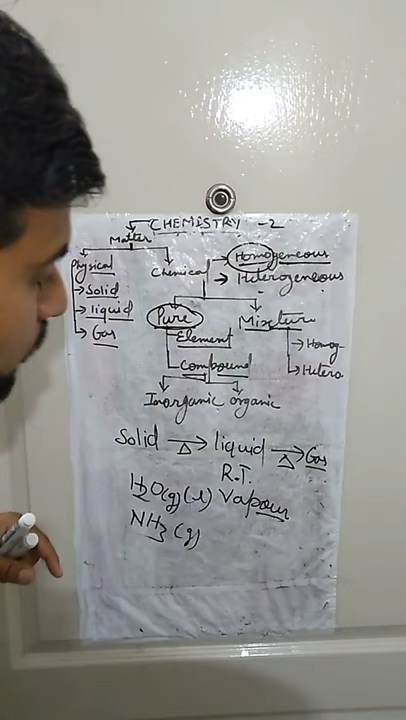 CHEMISTRY -2
Matter
Physical
→ Solid
→ liquid
→ Gas
Chemical
→ Homogeneous
→ Heterogeneous
Pure
Element
Compound
Inorganic organic
Mixture
→ Homog-
→ Hetero
Solid →Δ liquid →Δ Gas
R.T.
H2O(g)(l) Vapour
NH3 (g)